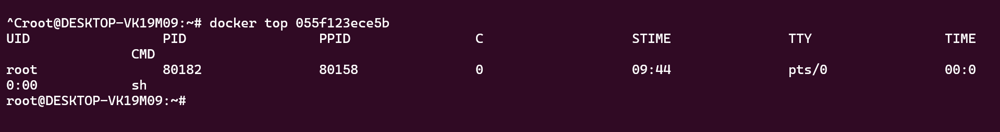 ^Croot@DESKTOP-VK19M09:~# docker top 055f123ece5b
UID                 PID                 PPID                C                   STIME               TTY                 TIME
                CMD
root                80182               80158               0                   09:44               pts/0               00:0
0:00            sh
root@DESKTOP-VK19M09:~#